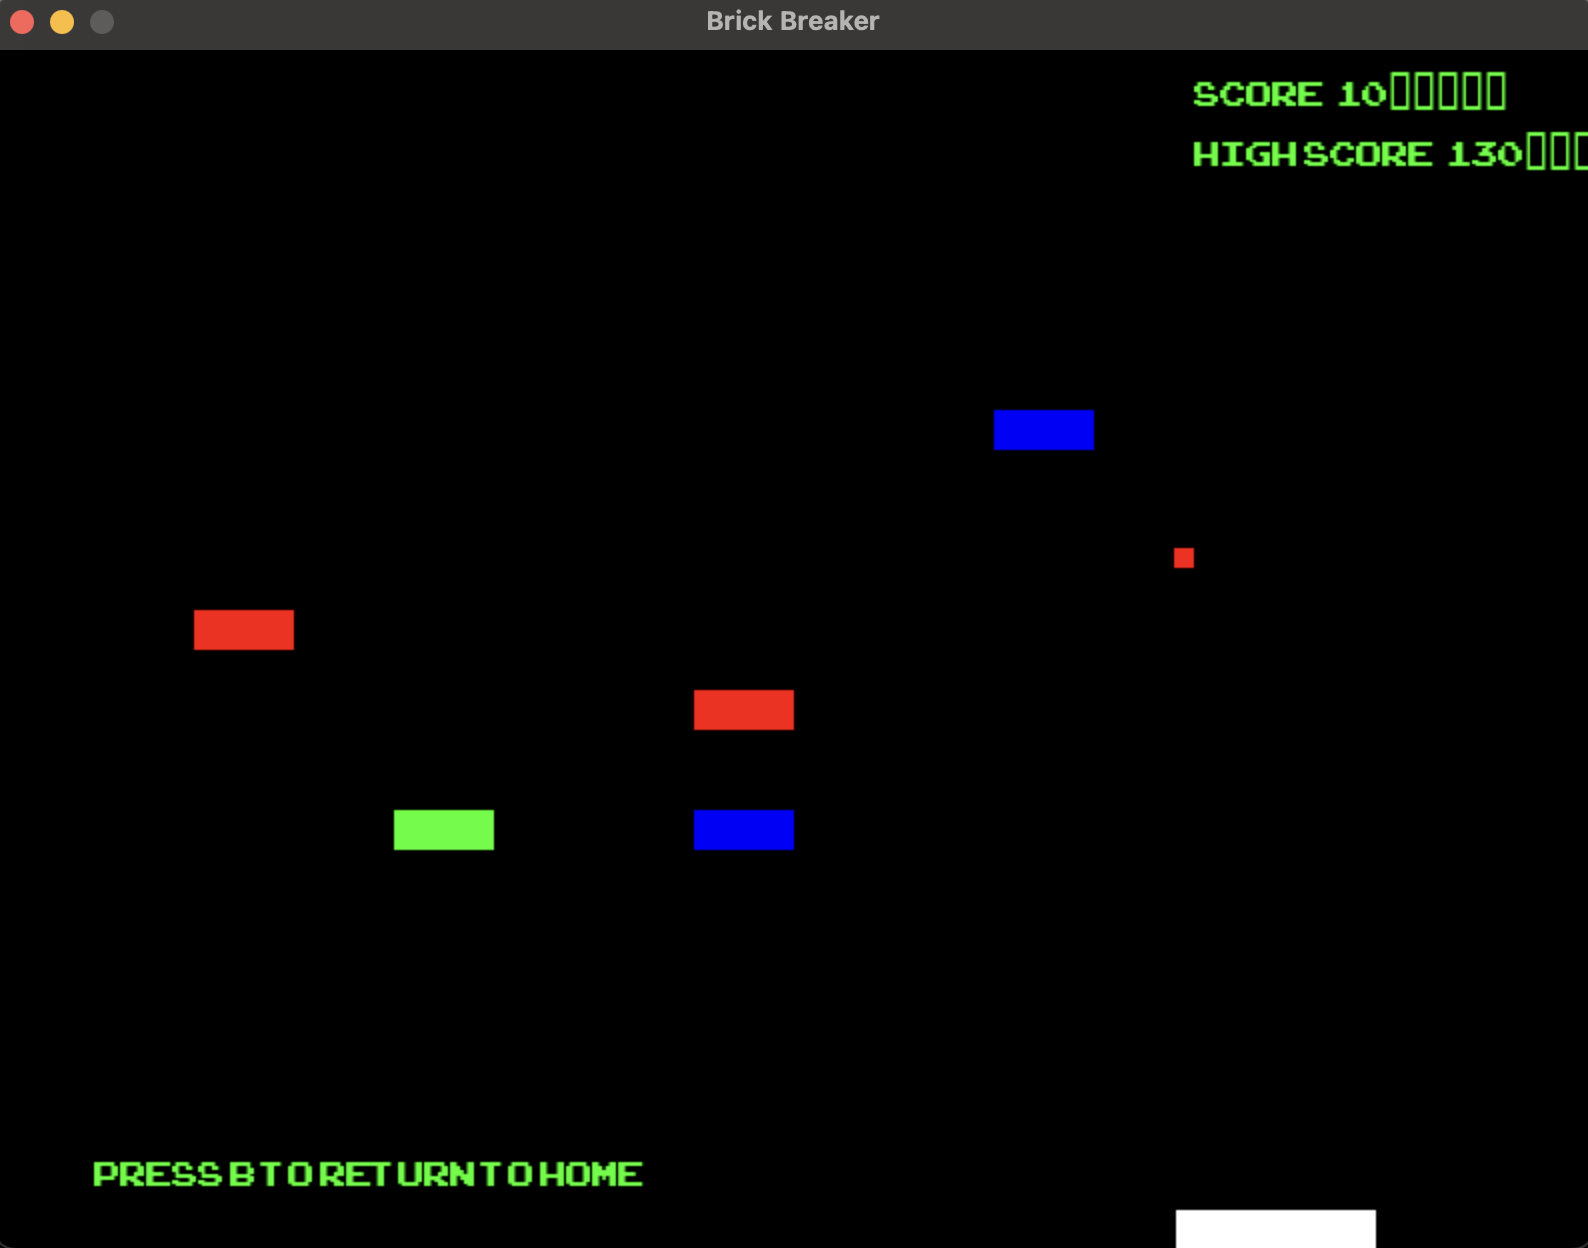 Brick Breaker
SCORE 10▯▯▯▯▯
HIGHSCORE 130▯▯▯
PRESS B TO RETURN TO HOME